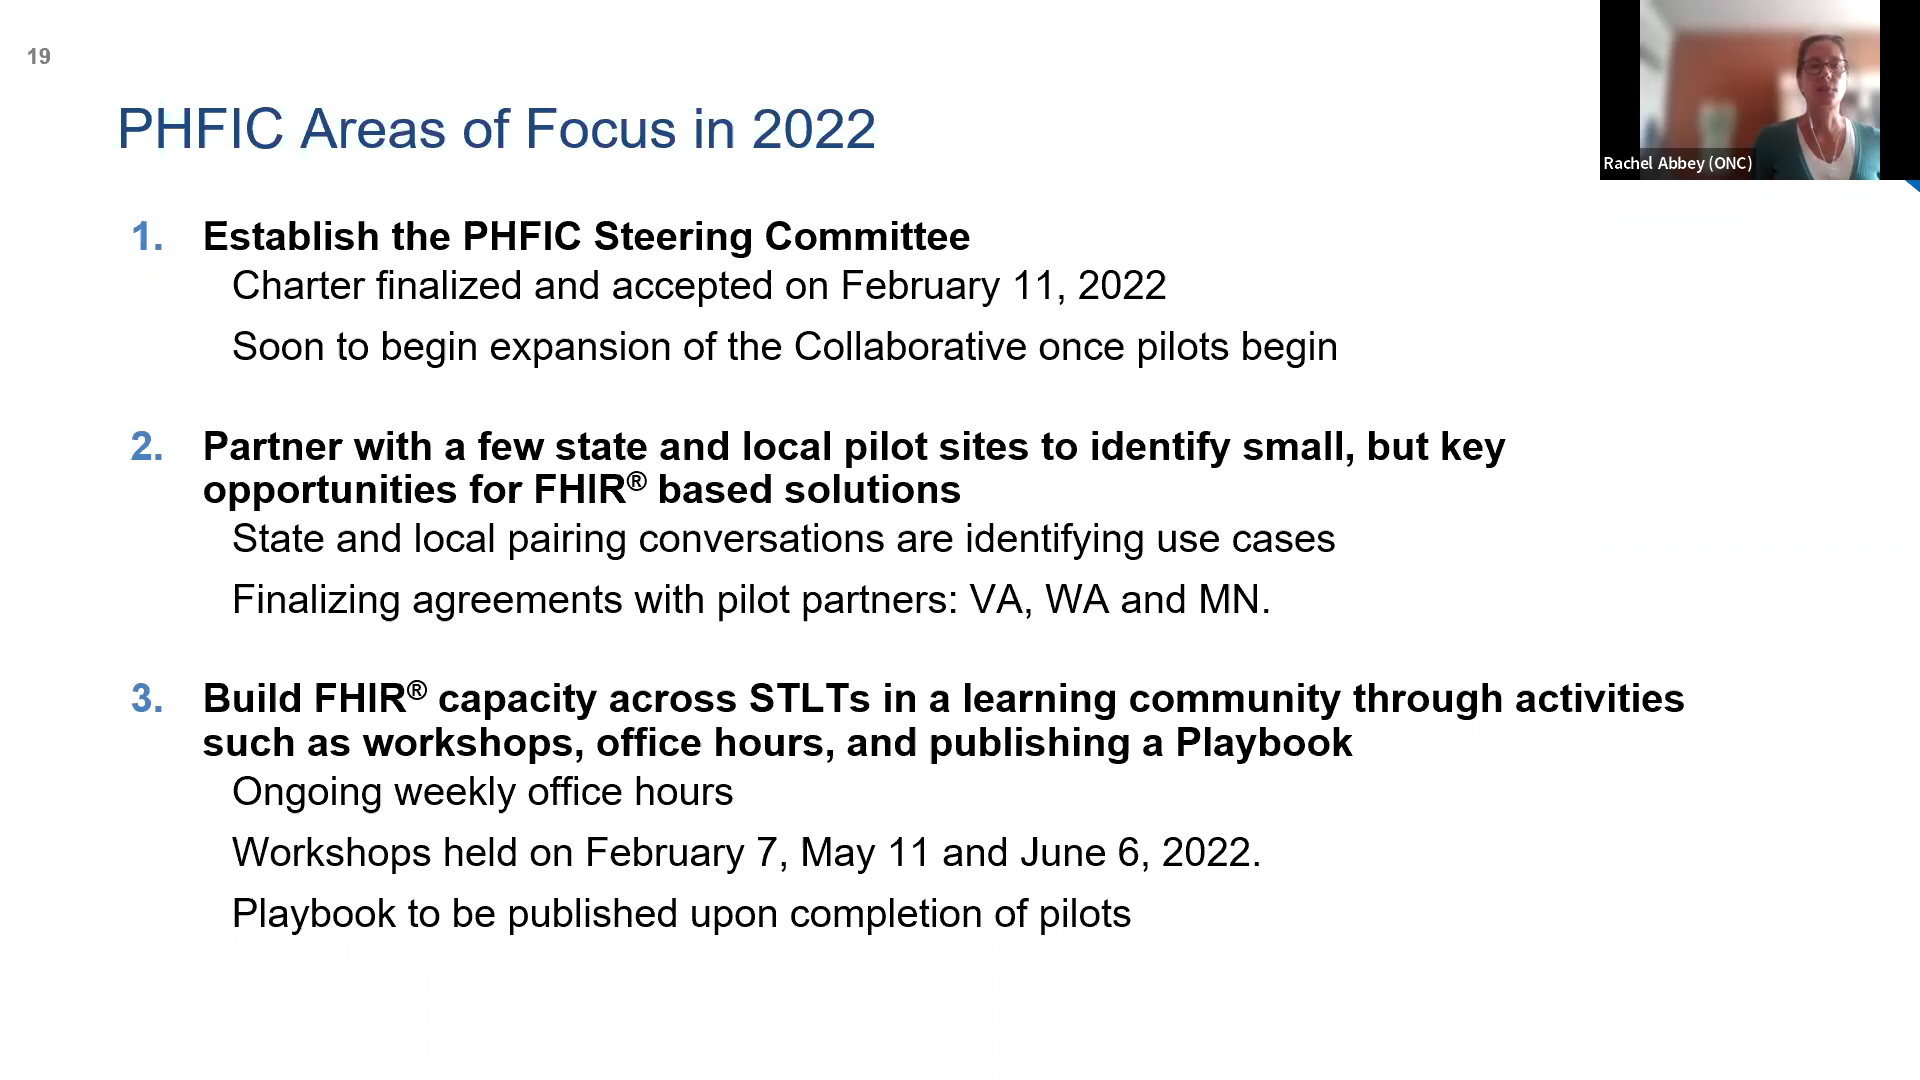 19
PHFIC Areas of Focus in 2022
Rachel Abbey (ONC)
1. Establish the PHFIC Steering Committee
Charter finalized and accepted on February 11, 2022
Soon to begin expansion of the Collaborative once pilots begin
2. Partner with a few state and local pilot sites to identify small, but key
opportunities for FHIR® based solutions
State and local pairing conversations are identifying use cases
Finalizing agreements with pilot partners: VA, WA and MN.
3. Build FHIR® capacity across STLTs in a learning community through activities
such as workshops, office hours, and publishing a Playbook
Ongoing weekly office hours
Workshops held on February 7, May 11 and June 6, 2022.
Playbook to be published upon completion of pilots